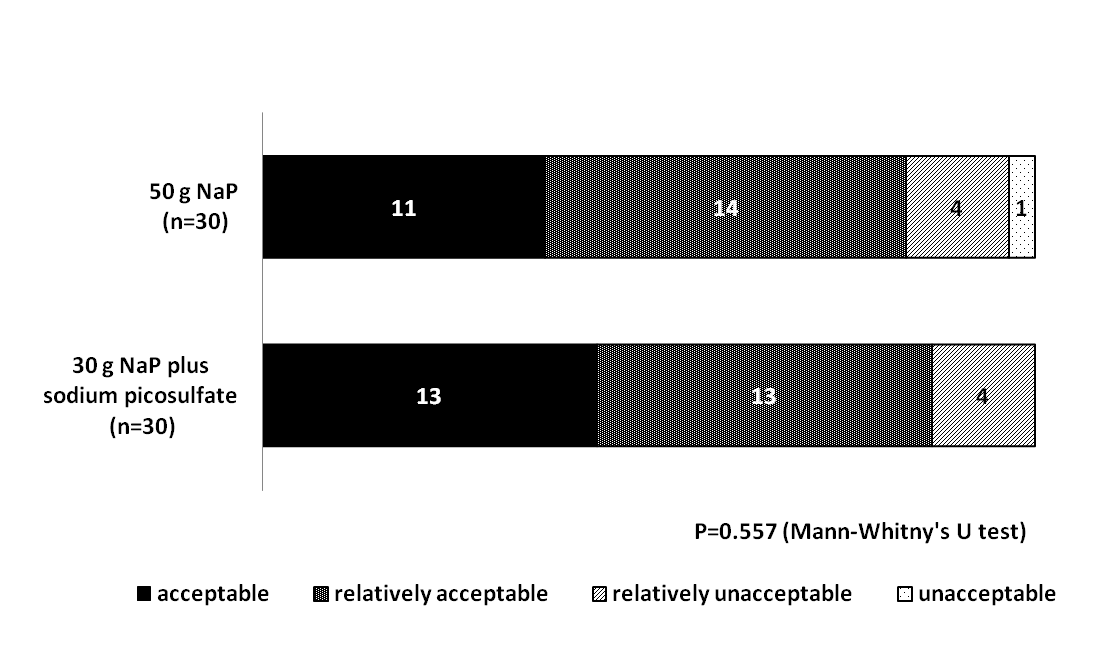 50 g NaP
(n=30)
11
14
4
1
30 g NaP plus
sodium picosulfate
(n=30)
13
13
4
P=0.557 (Mann-Whitny's U test)
acceptable
relatively acceptable
relatively unacceptable
unacceptable